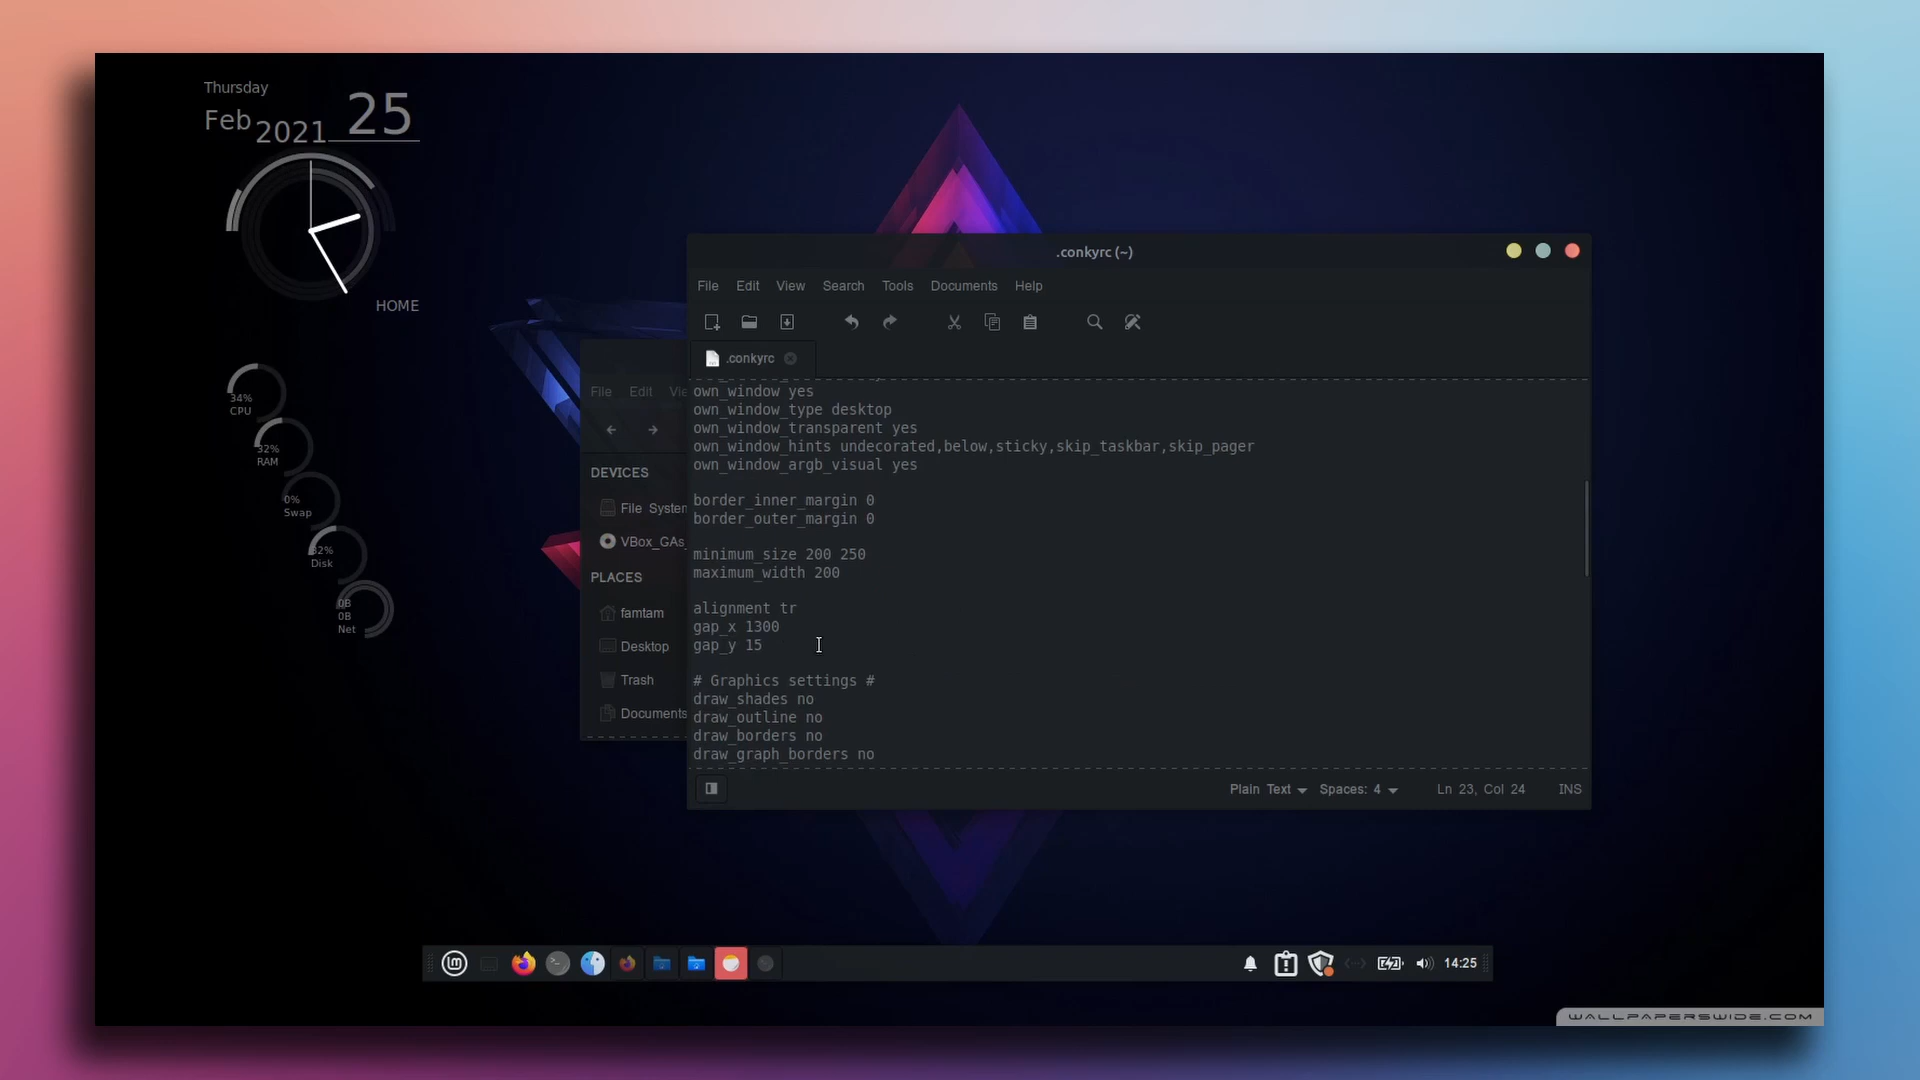 Thursday
Feb 2021 25
HOME
34%
CPU
32%
RAM
0%
Swap
32%
Disk
0B
0B
Net
File Edit
DEVICES
File System
VBox_GAs_
PLACES
famtam
Desktop
Trash
Documents
.conkyrc (~)
File Edit View Search Tools Documents Help
.conkyrc
own_window yes
own_window_type desktop
own_window_transparent yes
own_window_hints undecorated,below,sticky,skip_taskbar,skip_pager
own_window_argb_visual yes
border_inner_margin 0
border_outer_margin 0
minimum_size 200 250
maximum_width 200
alignment tr
gap_x 1300
gap_y 15
# Graphics settings #
draw_shades no
draw_outline no
draw_borders no
draw_graph_borders no
Plain Text Spaces: 4 Ln 23, Col 24 INS
14:25
WALLPAPERSWIDE.COM